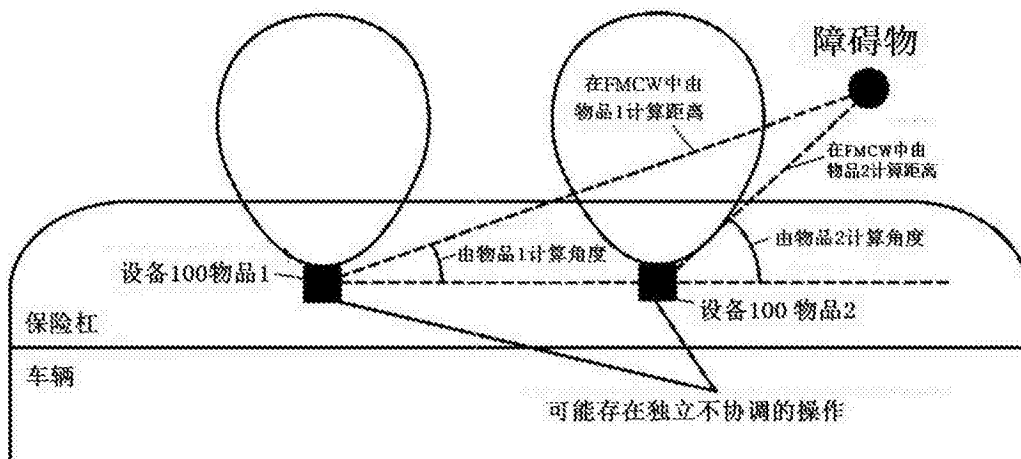 障碍物
在FMCW中由
物品1计算距离
在FMCW中由
物品2计算距离
由物品1计算角度
由物品2计算角度
设备100物品1
设备100 物品2
保险杠
车辆
可能存在独立不协调的操作